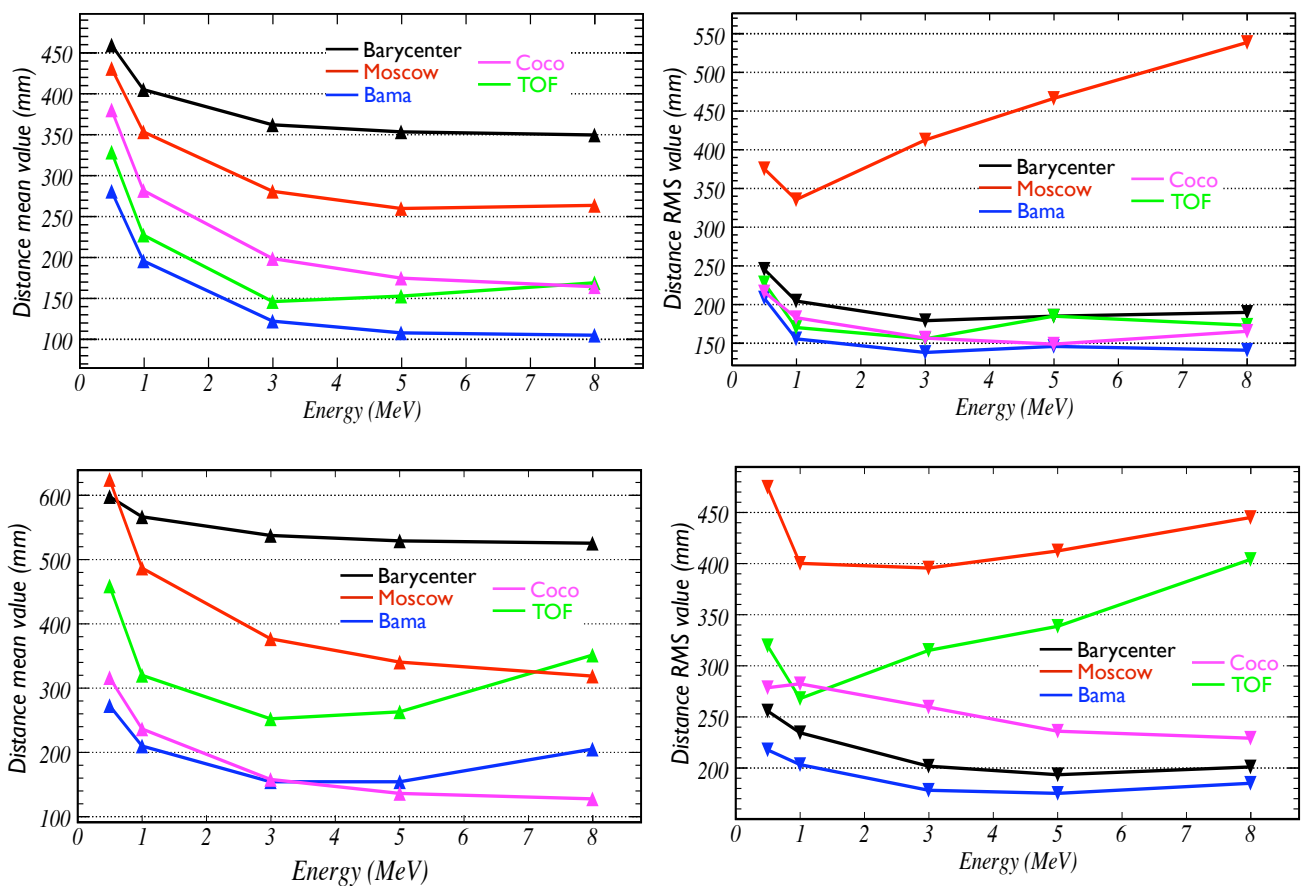 Distance mean value (mm)
450
400
350
300
250
200
150
100
Barycenter
Moscow
Bama
Coco
TOF
0 1 2 3 4 5 6 7 8
Energy (MeV)
Distance RMS value (mm)
550
500
450
400
350
300
250
200
150
Barycenter
Moscow
Bama
Coco
TOF
0 1 2 3 4 5 6 7 8
Energy (MeV)
Distance mean value (mm)
600
500
400
300
200
100
Barycenter
Moscow
Bama
Coco
TOF
0 1 2 3 4 5 6 7 8
Energy (MeV)
Distance RMS value (mm)
450
400
350
300
250
200
Barycenter
Moscow
Bama
Coco
TOF
0 1 2 3 4 5 6 7 8
Energy (MeV)